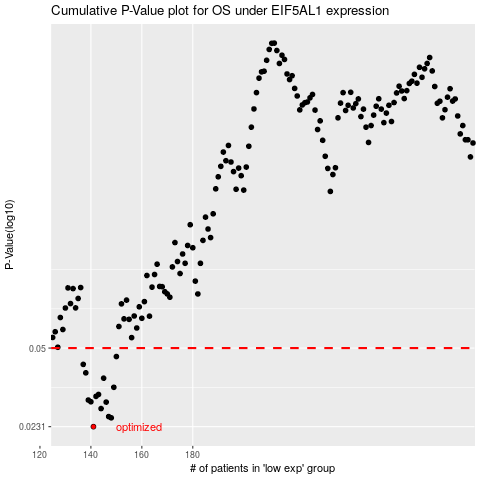 Cumulative P-Value plot for OS under EIF5AL1 expression
P-Value(log10)
0.05
0.0231
optimized
120 140 160 180
# of patients in 'low exp' group